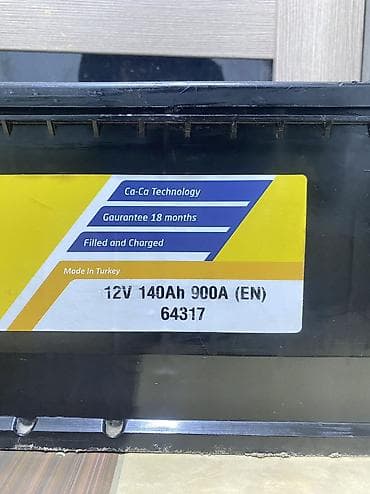 Ca-Ca Technology
Gaurantee 18 months
Filled and Charged
Made In Turkey
12V 140Ah 900A (EN)
64317